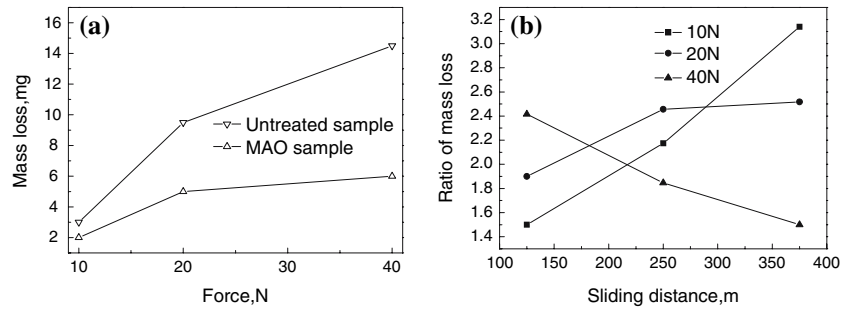 (a)
16
14
12
10
8
6
4
2
Mass loss,mg
Untreated sample
MAO sample
10
20
30
40
Force,N
(b)
3.2
3.0
2.8
2.6
2.4
2.2
2.0
1.8
1.6
1.4
Ratio of mass loss
10N
20N
40N
100
150
200
250
300
350
400
Sliding distance,m